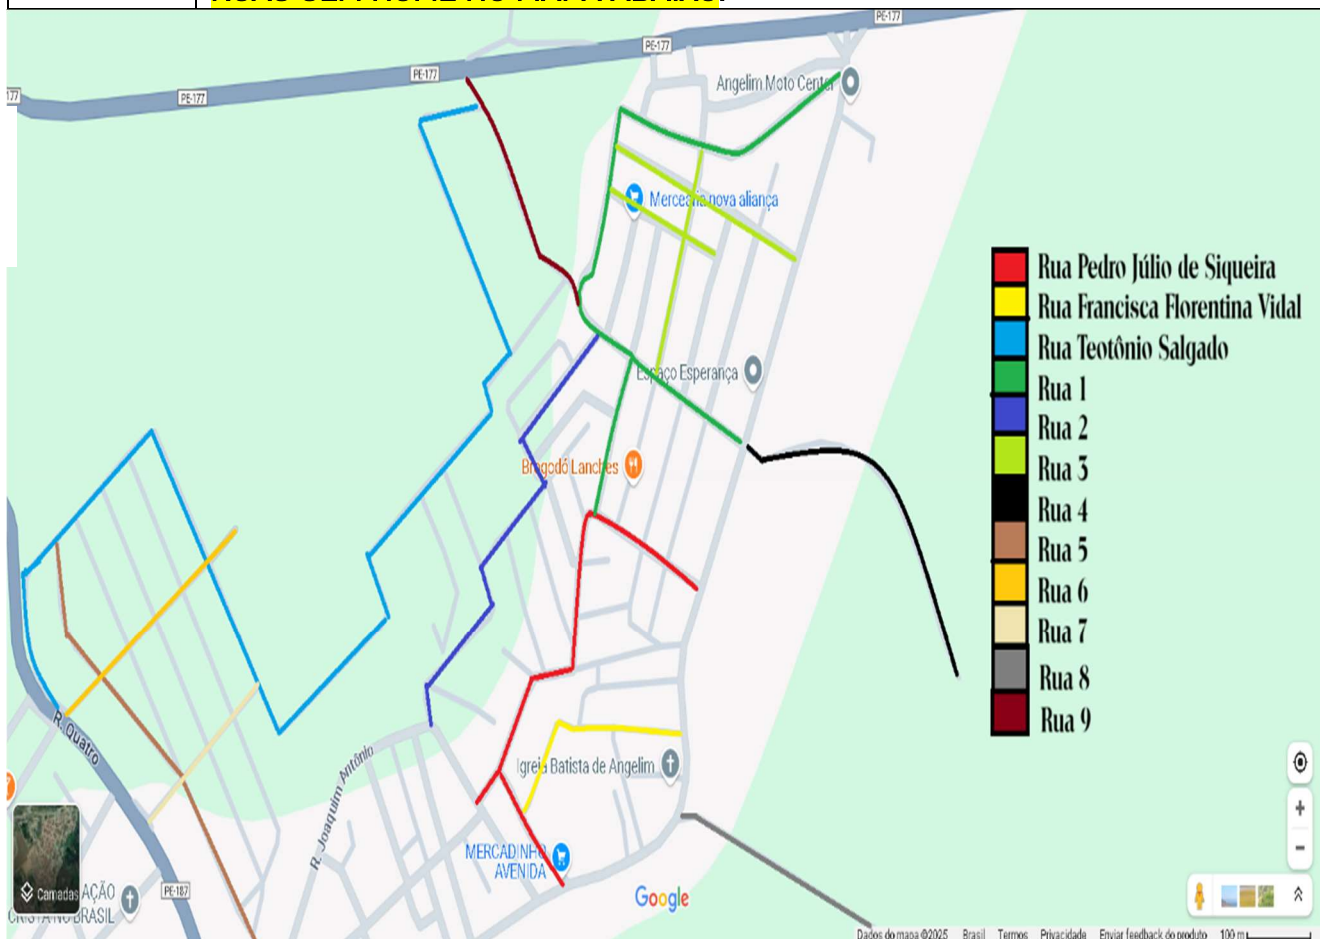 PE-177
PE-177
PE-177
PE-177
177
Angelim Moto Center
Mercearia nova aliança
Rua Pedro Júlio de Siqueira
Rua Francisca Florentina Vidal
Rua Teotônio Salgado
Espaço Esperança
Rua 1
Rua 2
Bragodó Lanches
Rua 3
Rua 4
Rua 5
Rua 6
Rua 7
Rua 8
Rua 9
R. Quatro
R. Joaquim Antônio
Igreja Batista de Angelim
MERCADINHO
AVENIDA
Camadas
AÇÃO
PE-187
BRASIL
Google
Dados do mapa ©2025 Brasil Termos Privacidade Enviar feedback do produto 100 m